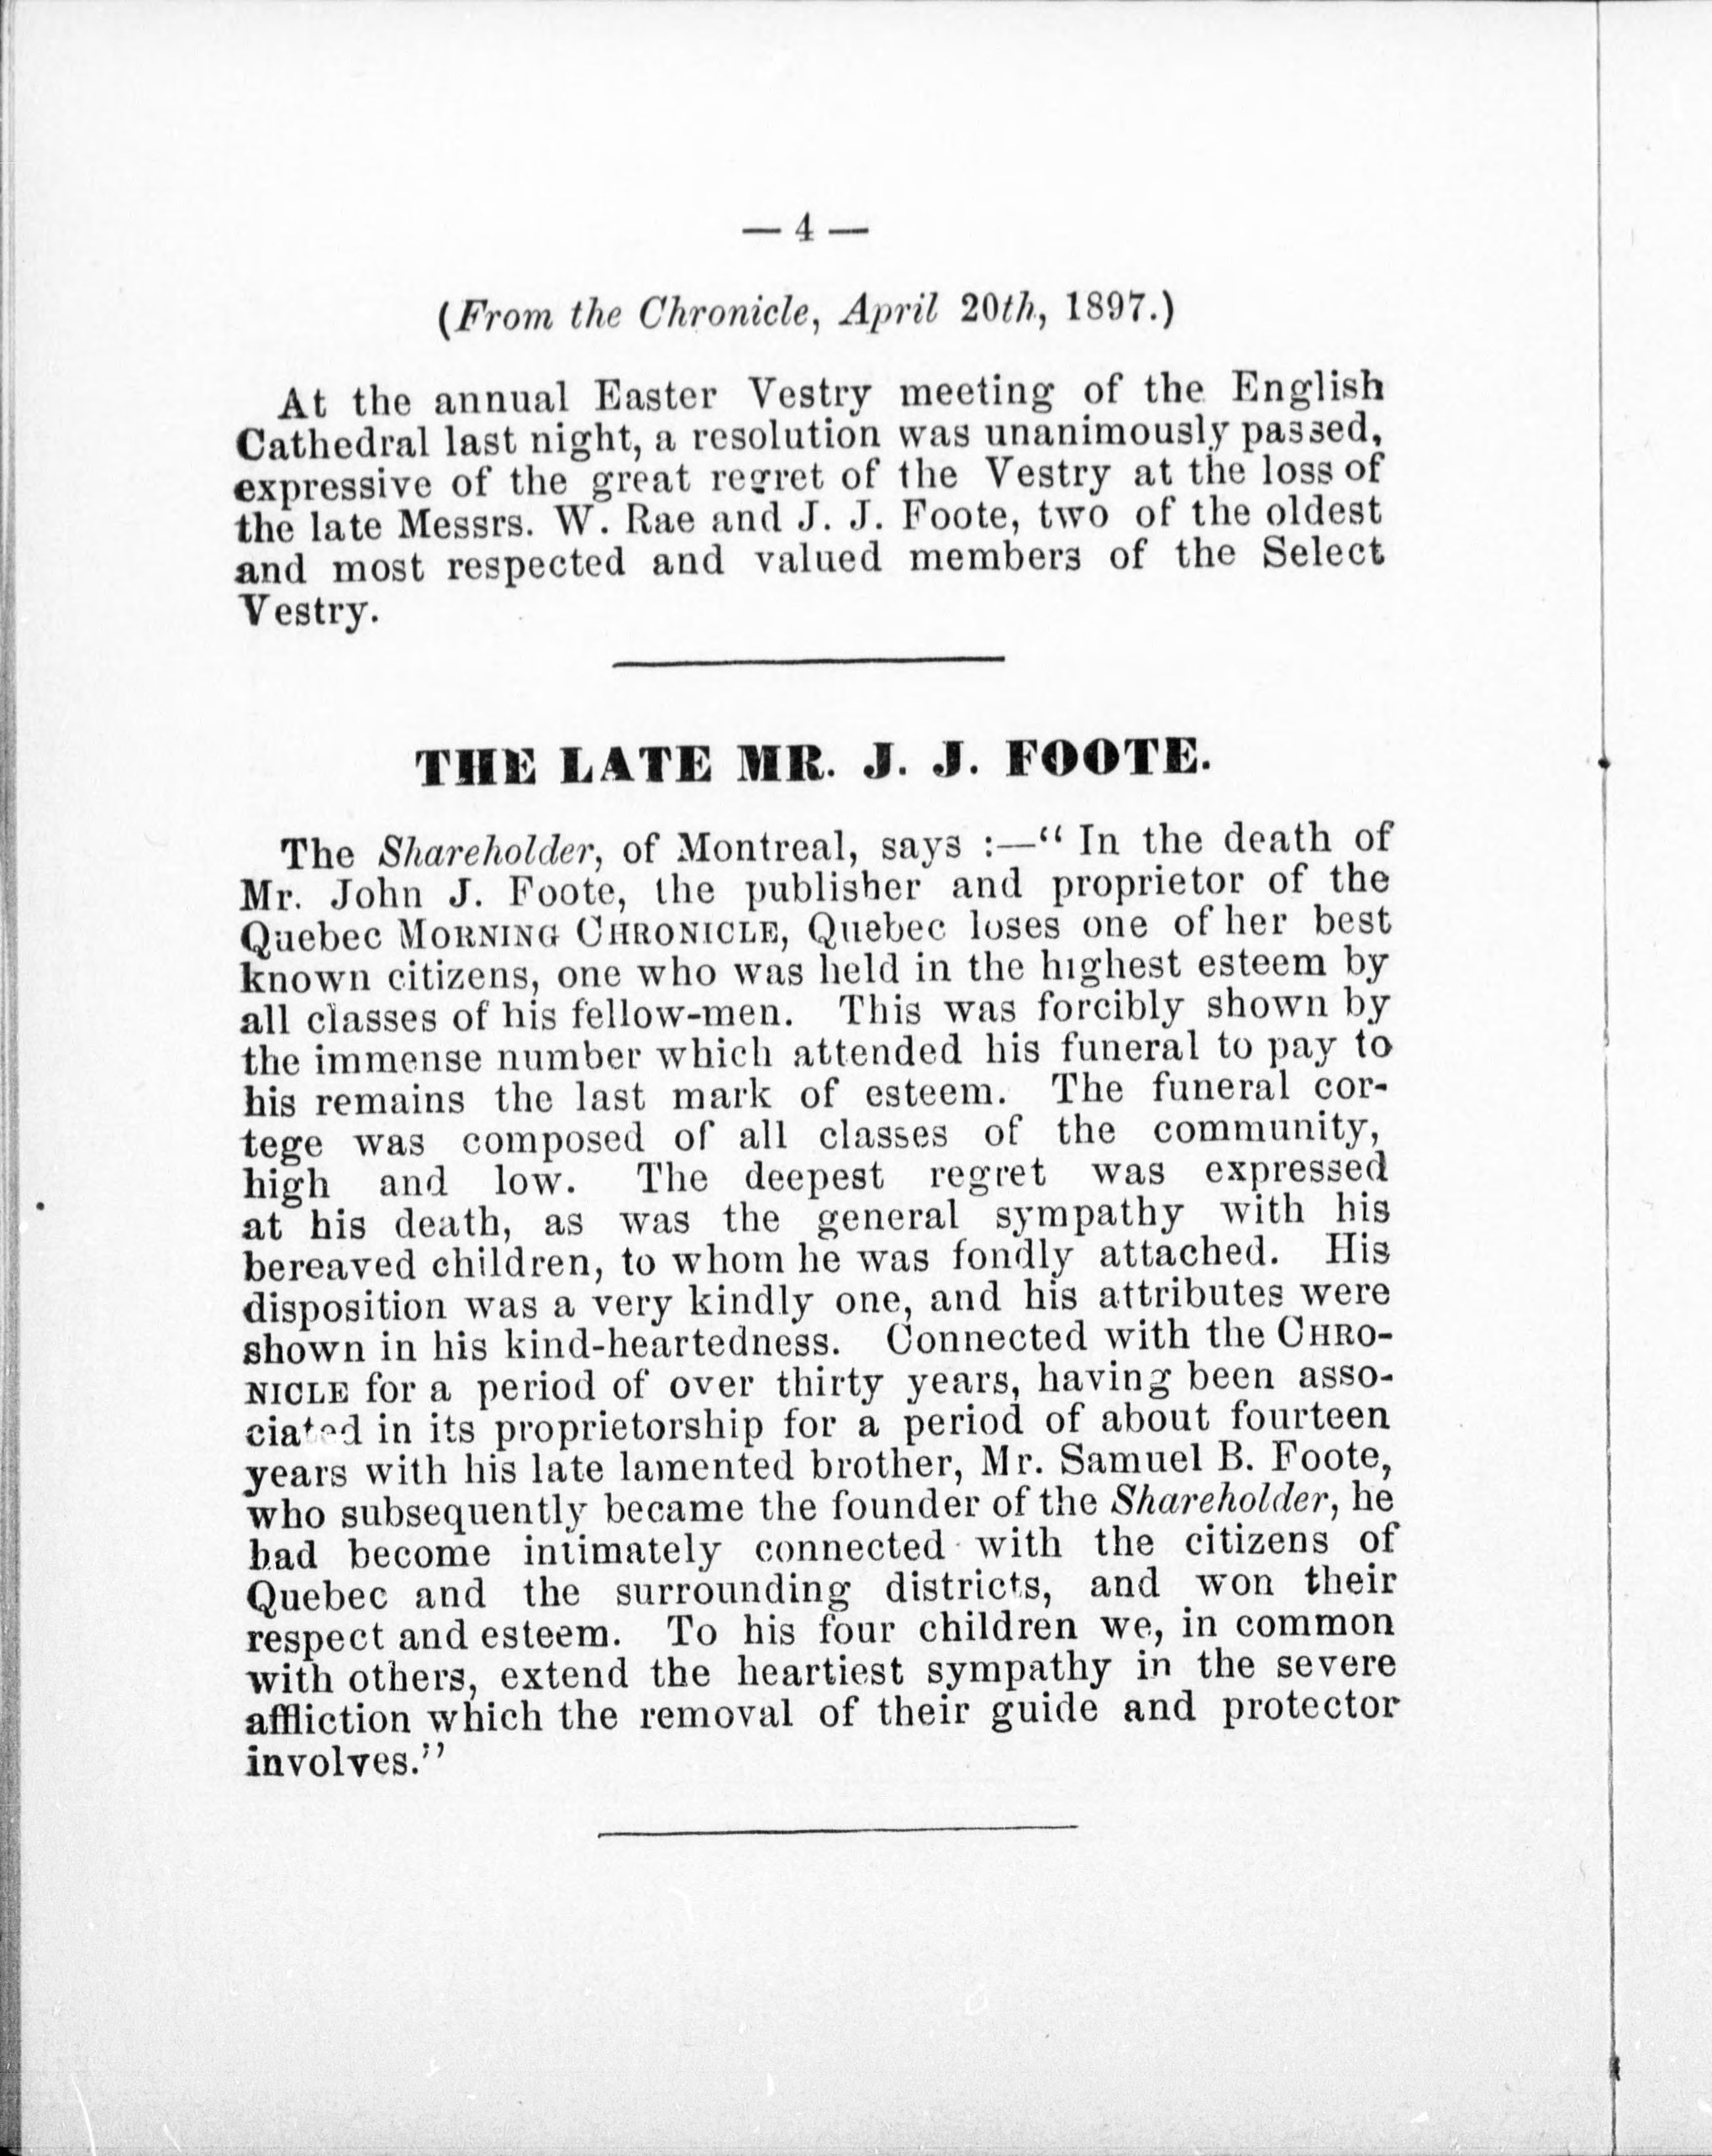 — 4 —
(From the Chronicle, April 20th, 1897.)
At the annual Easter Vestry meeting of the English
Cathedral last night, a resolution was unanimously passed,
expressive of the great regret of the Vestry at the loss of
the late Messrs. W. Rae and J. J. Foote, two of the oldest
and most respected and valued members of the Select
Vestry.
THE LATE MR. J. J. FOOTE.
The Shareholder, of Montreal, says :—“ In the death of
Mr. John J. Foote, the publisher and proprietor of the
Quebec MORNING CHRONICLE, Quebec loses one of her best
known citizens, one who was held in the highest esteem by
all classes of his fellow-men. This was forcibly shown by
the immense number which attended his funeral to pay to
his remains the last mark of esteem. The funeral cor-
tege was composed of all classes of the community,
high and low. The deepest regret was expressed
at his death, as was the general sympathy with his
bereaved children, to whom he was fondly attached. His
disposition was a very kindly one, and his attributes were
shown in his kind-heartedness. Connected with the CHRO-
NICLE for a period of over thirty years, having been asso-
ciated in its proprietorship for a period of about fourteen
years with his late lamented brother, Mr. Samuel B. Foote,
who subsequently became the founder of the Shareholder, he
had become intimately connected with the citizens of
Quebec and the surrounding districts, and won their
respect and esteem. To his four children we, in common
with others, extend the heartiest sympathy in the severe
affliction which the removal of their guide and protector
involves.”